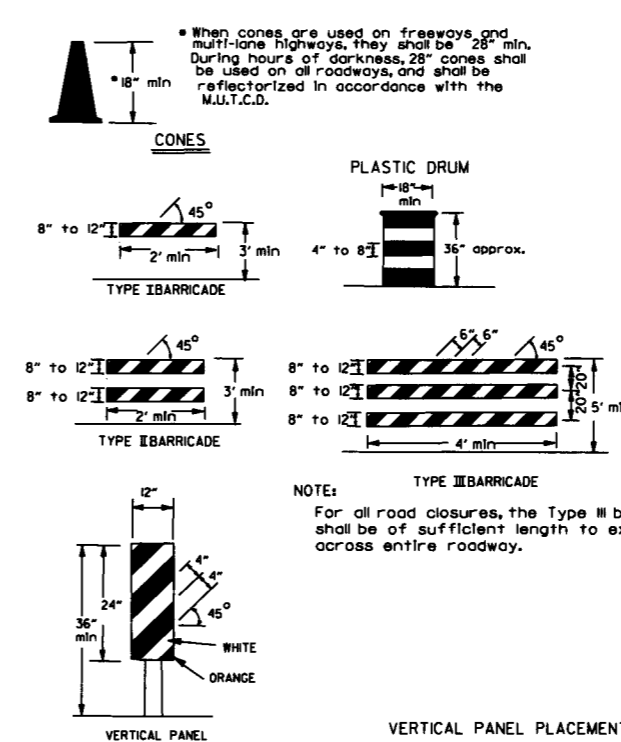 • When cones are used on freeways and
multi-lane highways, they shall be 28" min.
During hours of darkness, 28" cones shall
be used on all roadways, and shall be
reflectorized in accordance with the
M.U.T.C.D.
•18" min
CONES
PLASTIC DRUM
18"
min
4" to 8"
36" approx.
45°
8" to 12"
2' min
3' min
TYPE I BARRICADE
45°
8" to 12"
8" to 12"
2' min
3' min
TYPE II BARRICADE
6" 6"
45°
8" to 12"
8" to 12"
8" to 12"
20"
20"
5' mi
4' min
TYPE III BARRICADE
NOTE:
For all road closures, the Type III b
shall be of sufficient length to ex
across entire roadway.
12"
4"
4"
45°
24"
36"
min
WHITE
ORANGE
VERTICAL PANEL
VERTICAL PANEL PLACEMENT